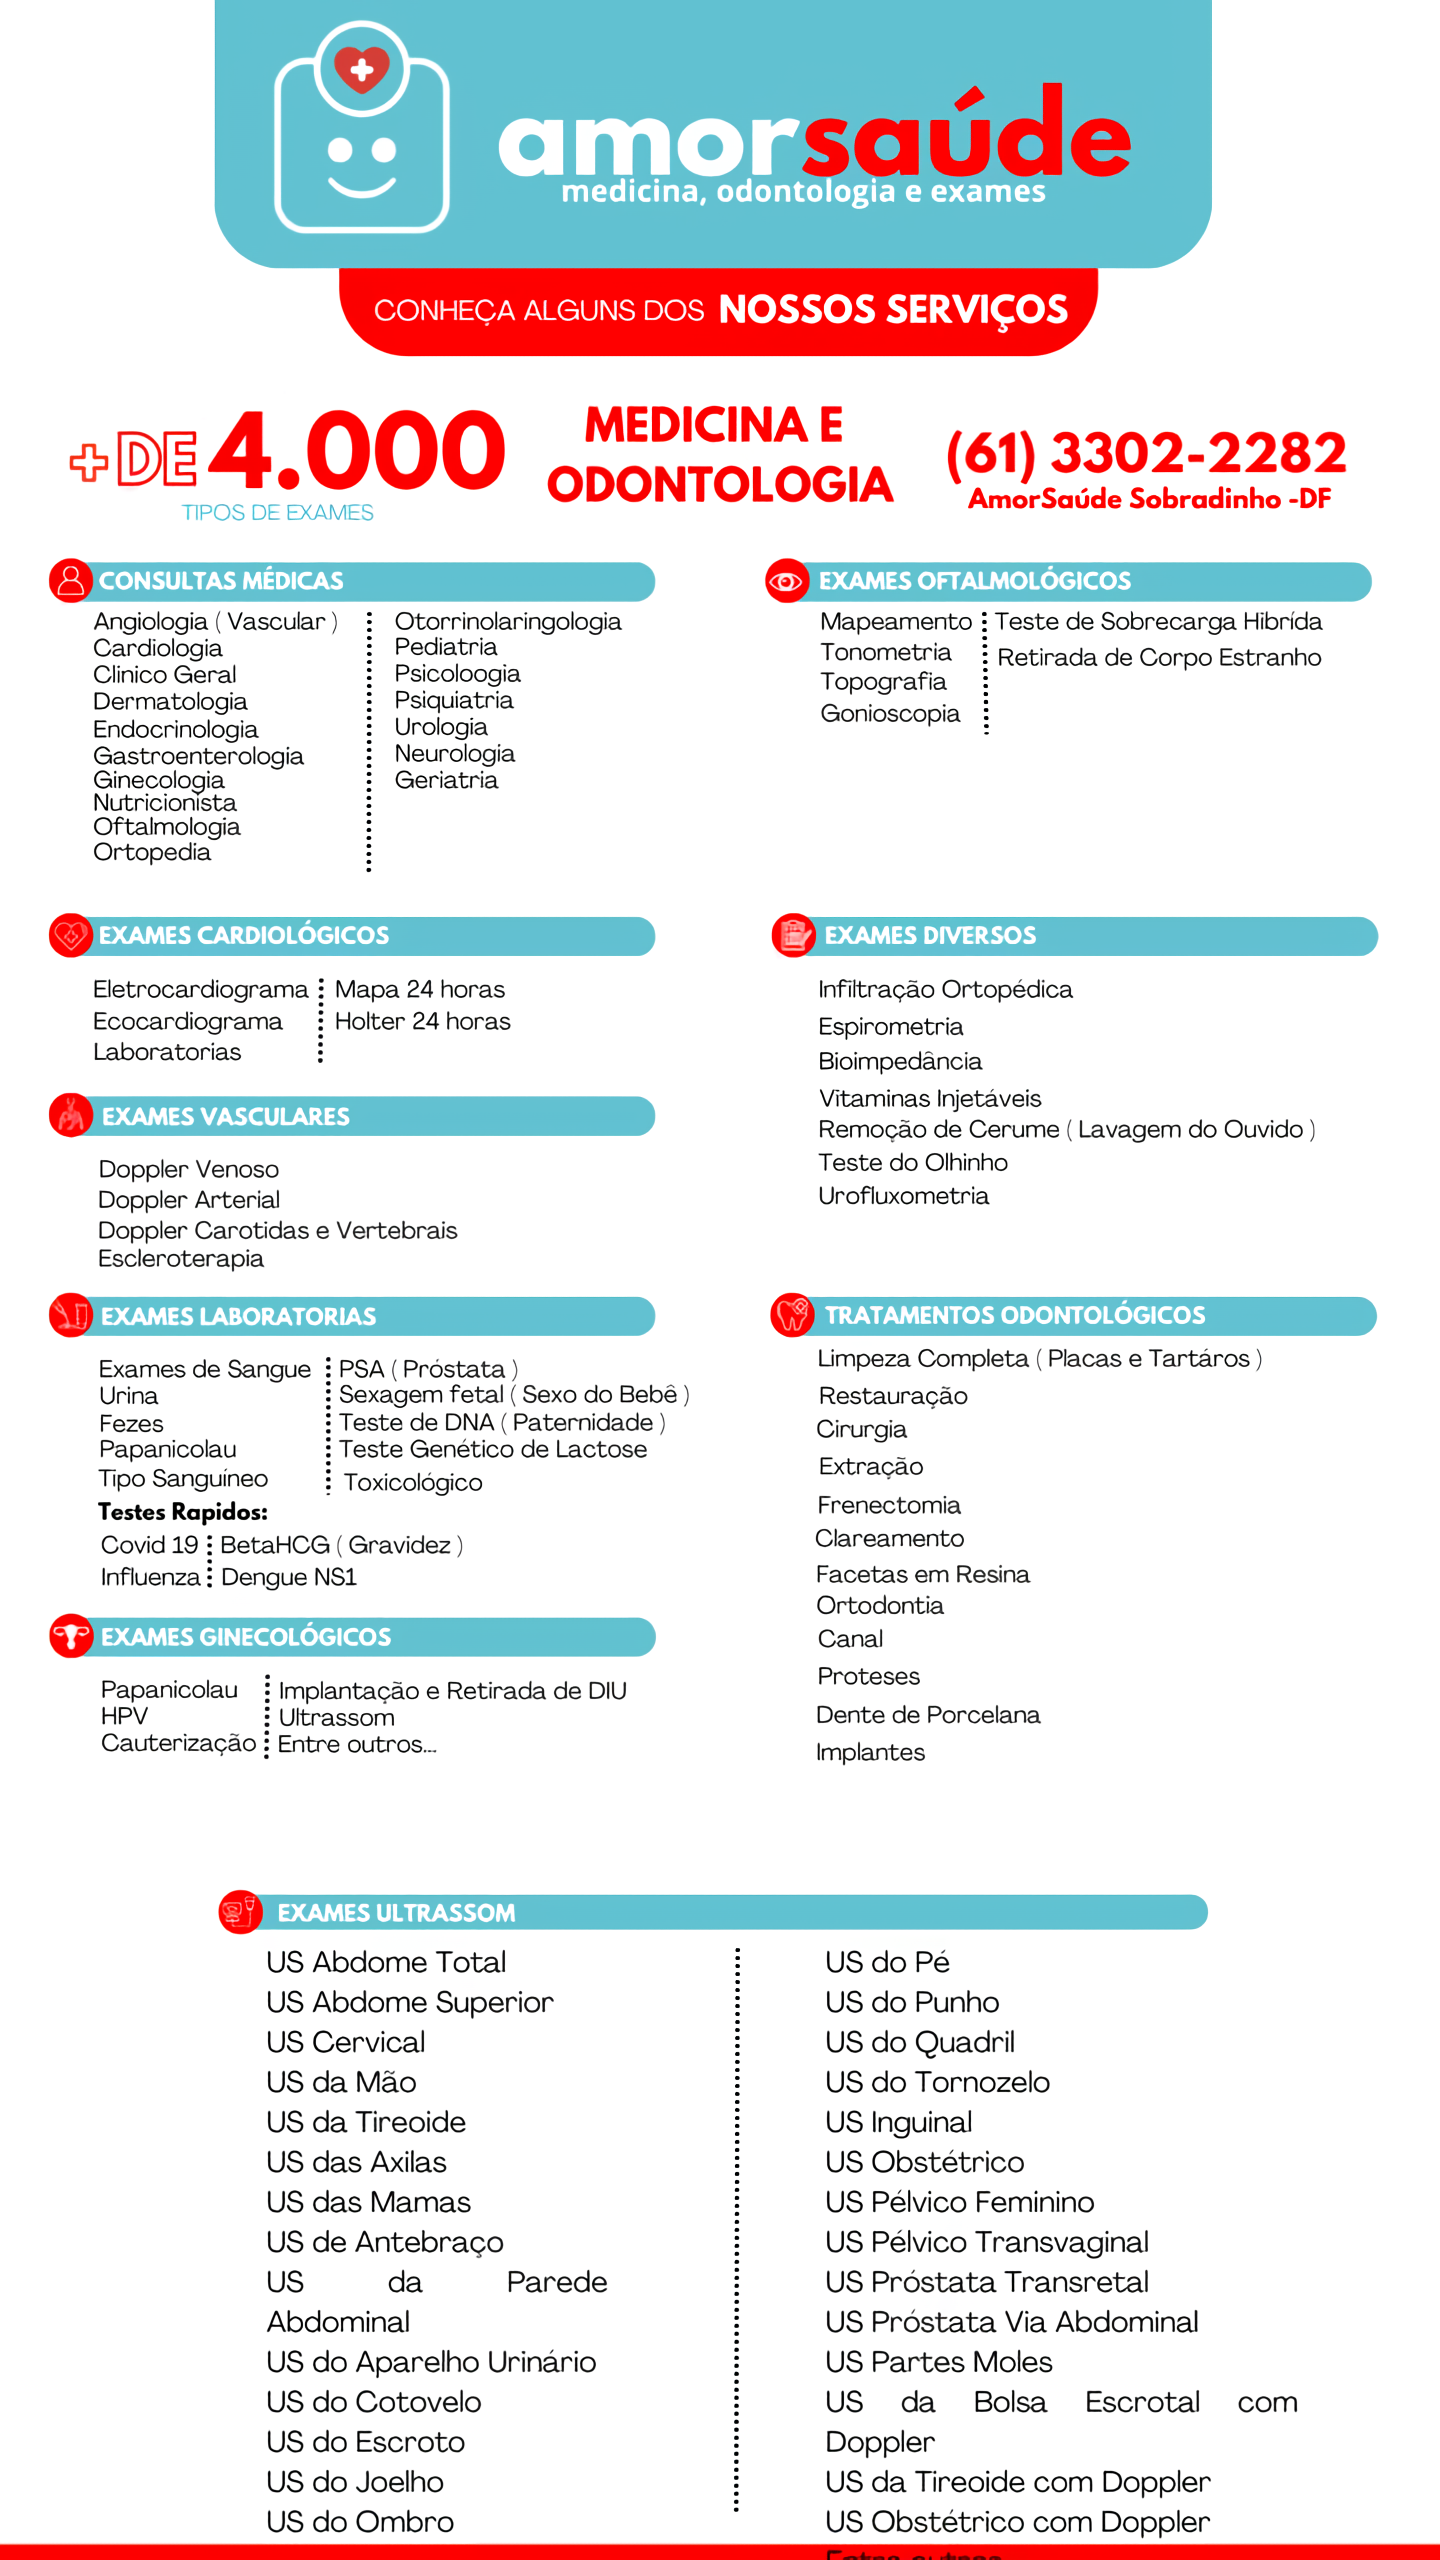 amorsaúde
medicina, odontologia e exames
CONHEÇA ALGUNS DOS NOSSOS SERVIÇOS
+ DE 4.000
TIPOS DE EXAMES
MEDICINA E
ODONTOLOGIA
(61) 3302-2282
AmorSaúde Sobradinho -DF
CONSULTAS MÉDICAS
Angiologia ( Vascular )
Cardiologia
Clinico Geral
Dermatologia
Endocrinologia
Gastroenterologia
Ginecologia
Nutricionista
Oftalmologia
Ortopedia
Otorrinolaringologia
Pediatria
Psicoloogia
Psiquiatria
Urologia
Neurologia
Geriatria
EXAMES OFTALMOLÓGICOS
Mapeamento
Tonometria
Topografia
Gonioscopia
Teste de Sobrecarga Hibrída
Retirada de Corpo Estranho
EXAMES CARDIOLÓGICOS
Eletrocardiograma
Ecocardiograma
Laboratorias
Mapa 24 horas
Holter 24 horas
EXAMES DIVERSOS
Infiltração Ortopédica
Espirometria
Bioimpedância
Vitaminas Injetáveis
Remoção de Cerume ( Lavagem do Ouvido )
Teste do Olhinho
Urofluxometria
EXAMES VASCULARES
Doppler Venoso
Doppler Arterial
Doppler Carotidas e Vertebrais
Escleroterapia
EXAMES LABORATORIAS
Exames de Sangue
Urina
Fezes
Papanicolau
Tipo Sanguíneo
PSA ( Próstata )
Sexagem fetal ( Sexo do Bebê )
Teste de DNA ( Paternidade )
Teste Genético de Lactose
Toxicológico
Testes Rapidos:
Covid 19
Influenza
BetaHCG ( Gravidez )
Dengue NS1
TRATAMENTOS ODONTOLÓGICOS
Limpeza Completa ( Placas e Tartáros )
Restauração
Cirurgia
Extração
Frenectomia
Clareamento
Facetas em Resina
Ortodontia
Canal
Proteses
Dente de Porcelana
Implantes
EXAMES GINECOLÓGICOS
Papanicolau
HPV
Cauterização
Implantação e Retirada de DIU
Ultrassom
Entre outros...
EXAMES ULTRASSOM
US Abdome Total
US Abdome Superior
US Cervical
US da Mão
US da Tireoide
US das Axilas
US das Mamas
US de Antebraço
US da Parede
Abdominal
US do Aparelho Urinário
US do Cotovelo
US do Escroto
US do Joelho
US do Ombro
US do Pé
US do Punho
US do Quadril
US do Tornozelo
US Inguinal
US Obstétrico
US Pélvico Feminino
US Pélvico Transvaginal
US Próstata Transretal
US Próstata Via Abdominal
US Partes Moles
US da Bolsa Escrotal com
Doppler
US da Tireoide com Doppler
US Obstétrico com Doppler